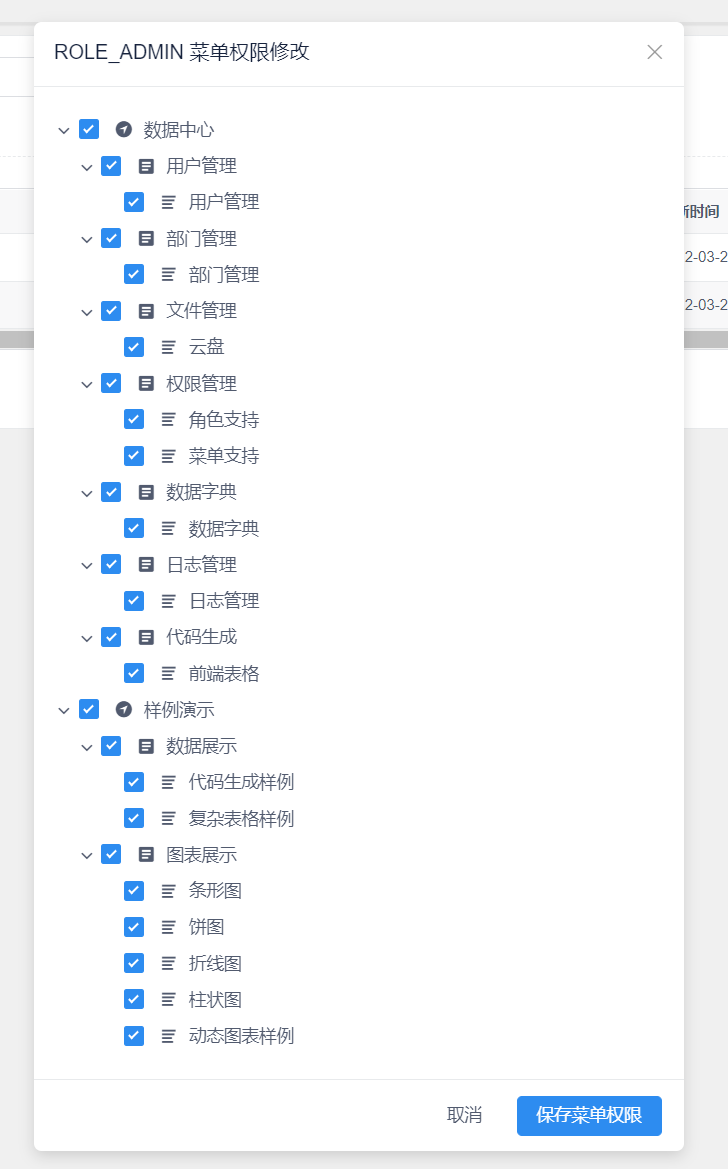 ROLE_ADMIN 菜单权限修改
数据中心
用户管理
用户管理
部门管理
部门管理
文件管理
云盘
权限管理
角色支持
菜单支持
数据字典
数据字典
日志管理
日志管理
代码生成
前端表格
样例演示
数据展示
代码生成样例
复杂表格样例
图表展示
条形图
饼图
折线图
柱状图
动态图表样例
取消
保存菜单权限
时间
2-03-2
2-03-2